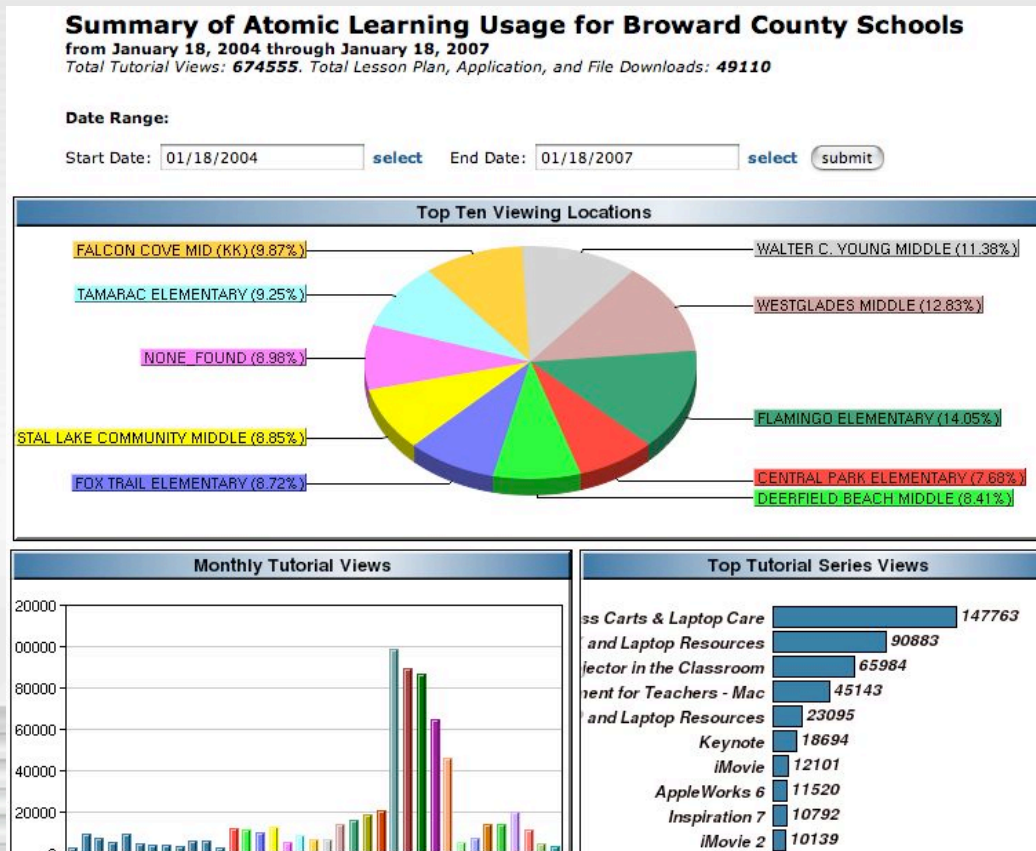 Summary of Atomic Learning Usage for Broward County Schools
from January 18, 2004 through January 18, 2007
Total Tutorial Views: 674555. Total Lesson Plan, Application, and File Downloads: 49110
Date Range:
Start Date: 01/18/2004 select End Date: 01/18/2007 select submit
Top Ten Viewing Locations
FALCON COVE MID (KK) (9.87%)
WALTER C. YOUNG MIDDLE (11.38%)
TAMARAC ELEMENTARY (9.25%)
WESTGLADES MIDDLE (12.83%)
NONE_FOUND (8.98%)
FLAMINGO ELEMENTARY (14.05%)
STAL LAKE COMMUNITY MIDDLE (8.85%)
FOX TRAIL ELEMENTARY (8.72%)
CENTRAL PARK ELEMENTARY (7.68%)
DEERFIELD BEACH MIDDLE (8.41%)
Monthly Tutorial Views
20000
00000
80000
60000
40000
20000
Top Tutorial Series Views
ss Carts & Laptop Care 147763
and Laptop Resources 90883
jector in the Classroom 65984
ent for Teachers - Mac 45143
and Laptop Resources 23095
Keynote 18694
iMovie 12101
AppleWorks 6 11520
Inspiration 7 10792
iMovie 2 10139